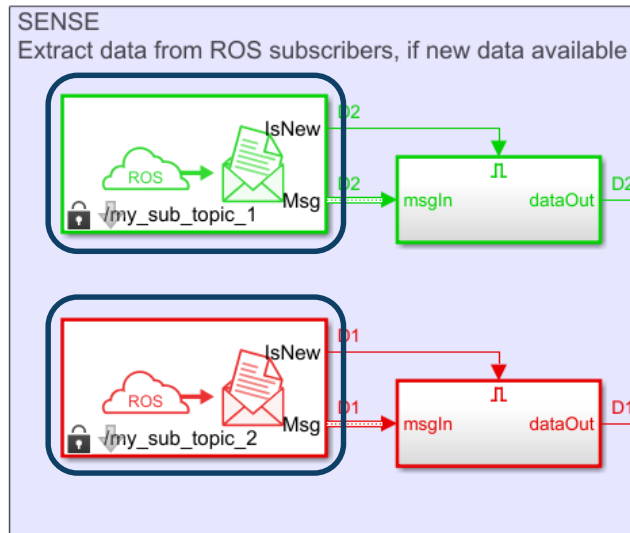 SENSE
Extract data from ROS subscribers, if new data available
D2
IsNew
ROS
D2
D2
Msg
msgIn
dataOut
/my_sub_topic_1
D1
IsNew
ROS
D1
D1
Msg
msgIn
dataOut
/my_sub_topic_2